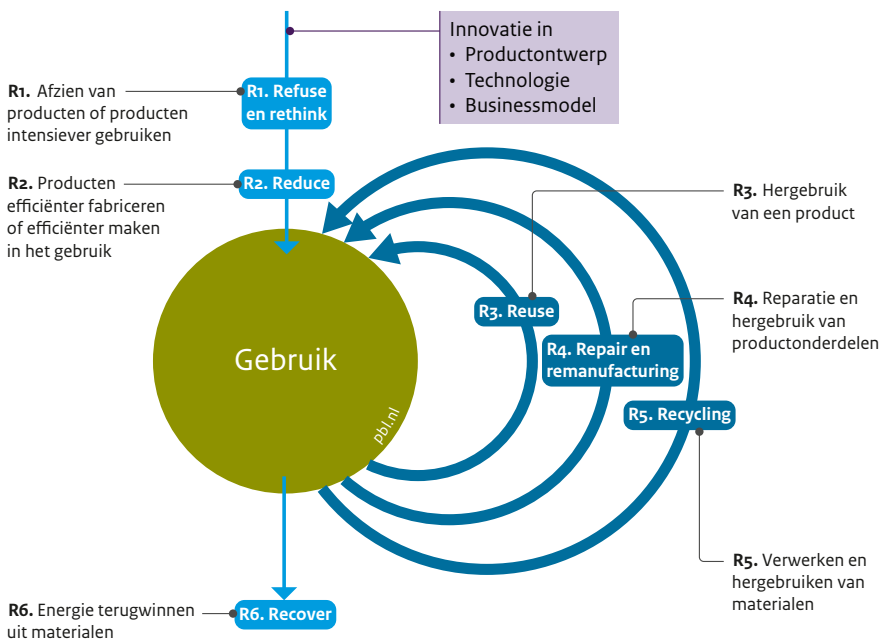 Innovatie in
• Productontwerp
• Technologie
• Businessmodel
R1. Afzien van
producten of producten
intensiever gebruiken
R1. Refuse
en rethink
R2. Producten
efficiënter fabriceren
of efficiënter maken
in het gebruik
R2. Reduce
R3. Hergebruik
van een product
R3. Reuse
R4. Reparatie en
hergebruik van
productonderdelen
R4. Repair en
remanufacturing
Gebruik
pbl.nl
R5. Recycling
R5. Verwerken en
hergebruiken van
materialen
R6. Energie terugwinnen
uit materialen
R6. Recover